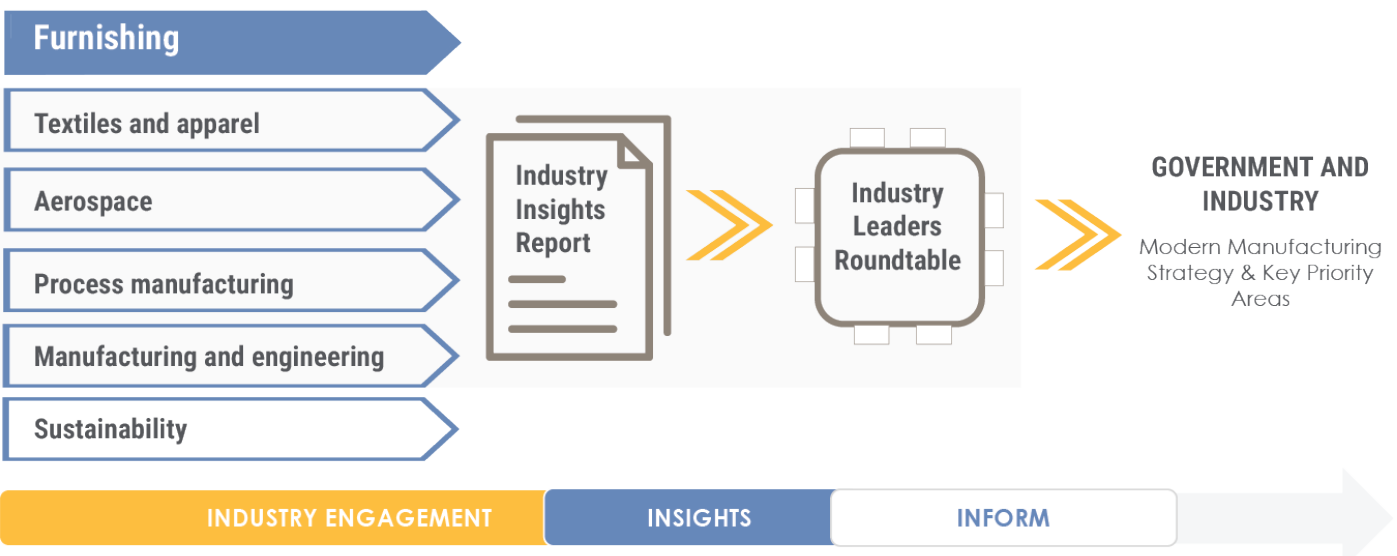 Furnishing
Textiles and apparel
Aerospace
Process manufacturing
Manufacturing and engineering
Sustainability
Industry
Insights
Report
Industry
Leaders
Roundtable
GOVERNMENT AND
INDUSTRY
Modern Manufacturing
Strategy & Key Priority
Areas
INDUSTRY ENGAGEMENT
INSIGHTS
INFORM